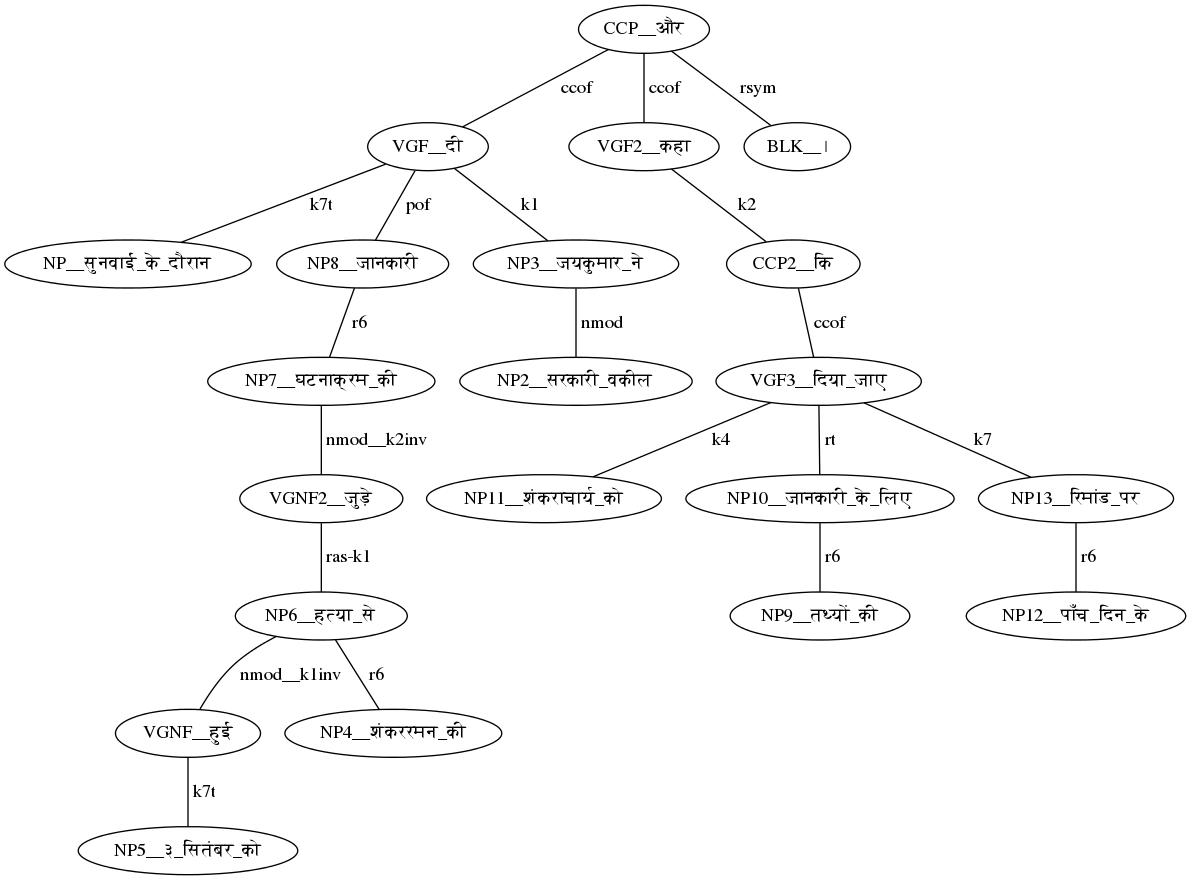 CCP__और
ccof ccof rsym
VGF__दी VGF2__कहा BLK__।
k7t pof k1 k2
NP__सुनवाई_के_दौरान NP8__जानकारी NP3__जयकुमार_ने CCP2__कि
r6 nmod ccof
NP7__घटनाक्रम_की NP2__सरकारी_वकील VGF3__दिया_जाए
nmod__k2inv k4 rt k7
VGNF2__जुड़े NP11__शंकराचार्य_को NP10__जानकारी_के_लिए NP13__रिमांड_पर
ras-k1 r6 r6
NP6__हत्या_से NP9__तथ्यों_की NP12__पाँच_दिन_के
nmod__k1inv r6
VGNF__हुई NP4__शंकररमन_की
k7t
NP5__३_सितंबर_को